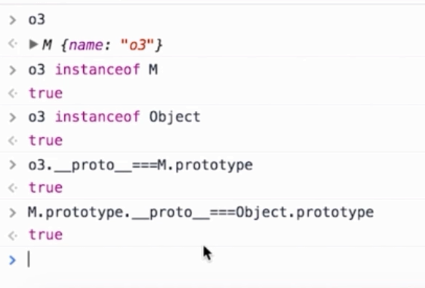 > o3
<· ▶ M {name: "o3"}
> o3 instanceof M
<· true
> o3 instanceof Object
<· true
> o3.__proto__===M.prototype
<· true
> M.prototype.__proto__===Object.prototype
<· true
>